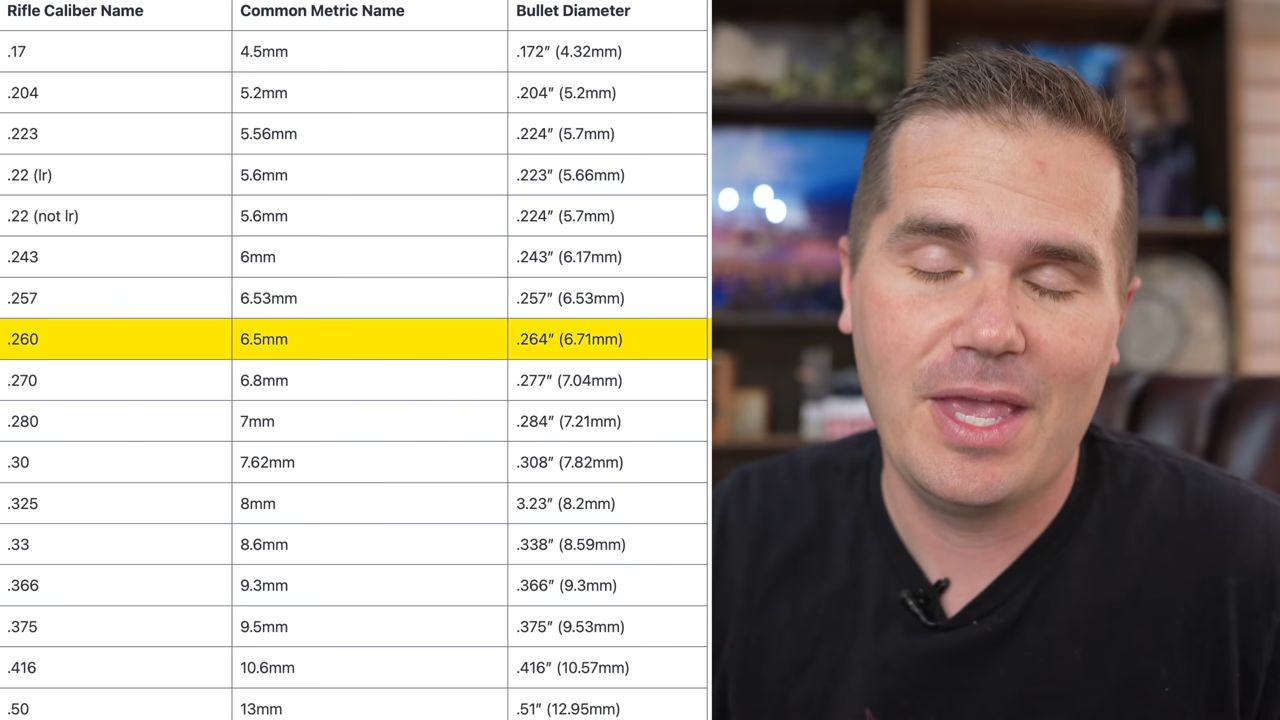 Rifle Caliber Name Common Metric Name Bullet Diameter
.17 4.5mm .172″ (4.32mm)
.204 5.2mm .204″ (5.2mm)
.223 5.56mm .224″ (5.7mm)
.22 (lr) 5.6mm .223″ (5.66mm)
.22 (not lr) 5.6mm .224″ (5.7mm)
.243 6mm .243″ (6.17mm)
.257 6.53mm .257″ (6.53mm)
.260 6.5mm .264″ (6.71mm)
.270 6.8mm .277″ (7.04mm)
.280 7mm .284″ (7.21mm)
.30 7.62mm .308″ (7.82mm)
.325 8mm 3.23″ (8.2mm)
.33 8.6mm .338″ (8.59mm)
.366 9.3mm .366″ (9.3mm)
.375 9.5mm .375″ (9.53mm)
.416 10.6mm .416″ (10.57mm)
.50 13mm .51″ (12.95mm)